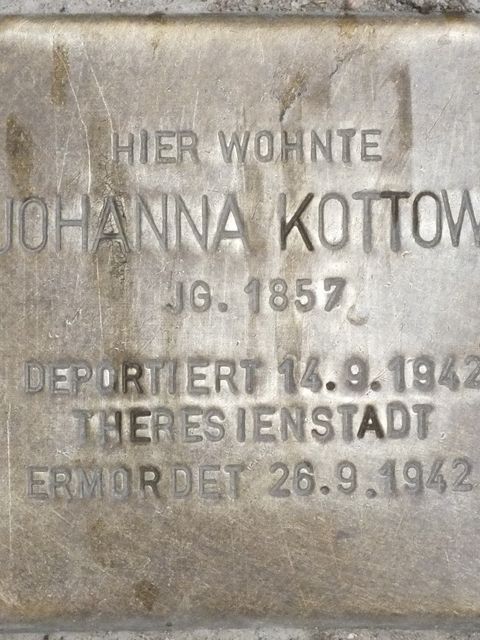 HIER WOHNTE
JOHANNA KOTTOW
JG. 1857
DEPORTIERT 14.9.1942
THERESIENSTADT
ERMORDET 26.9.1942